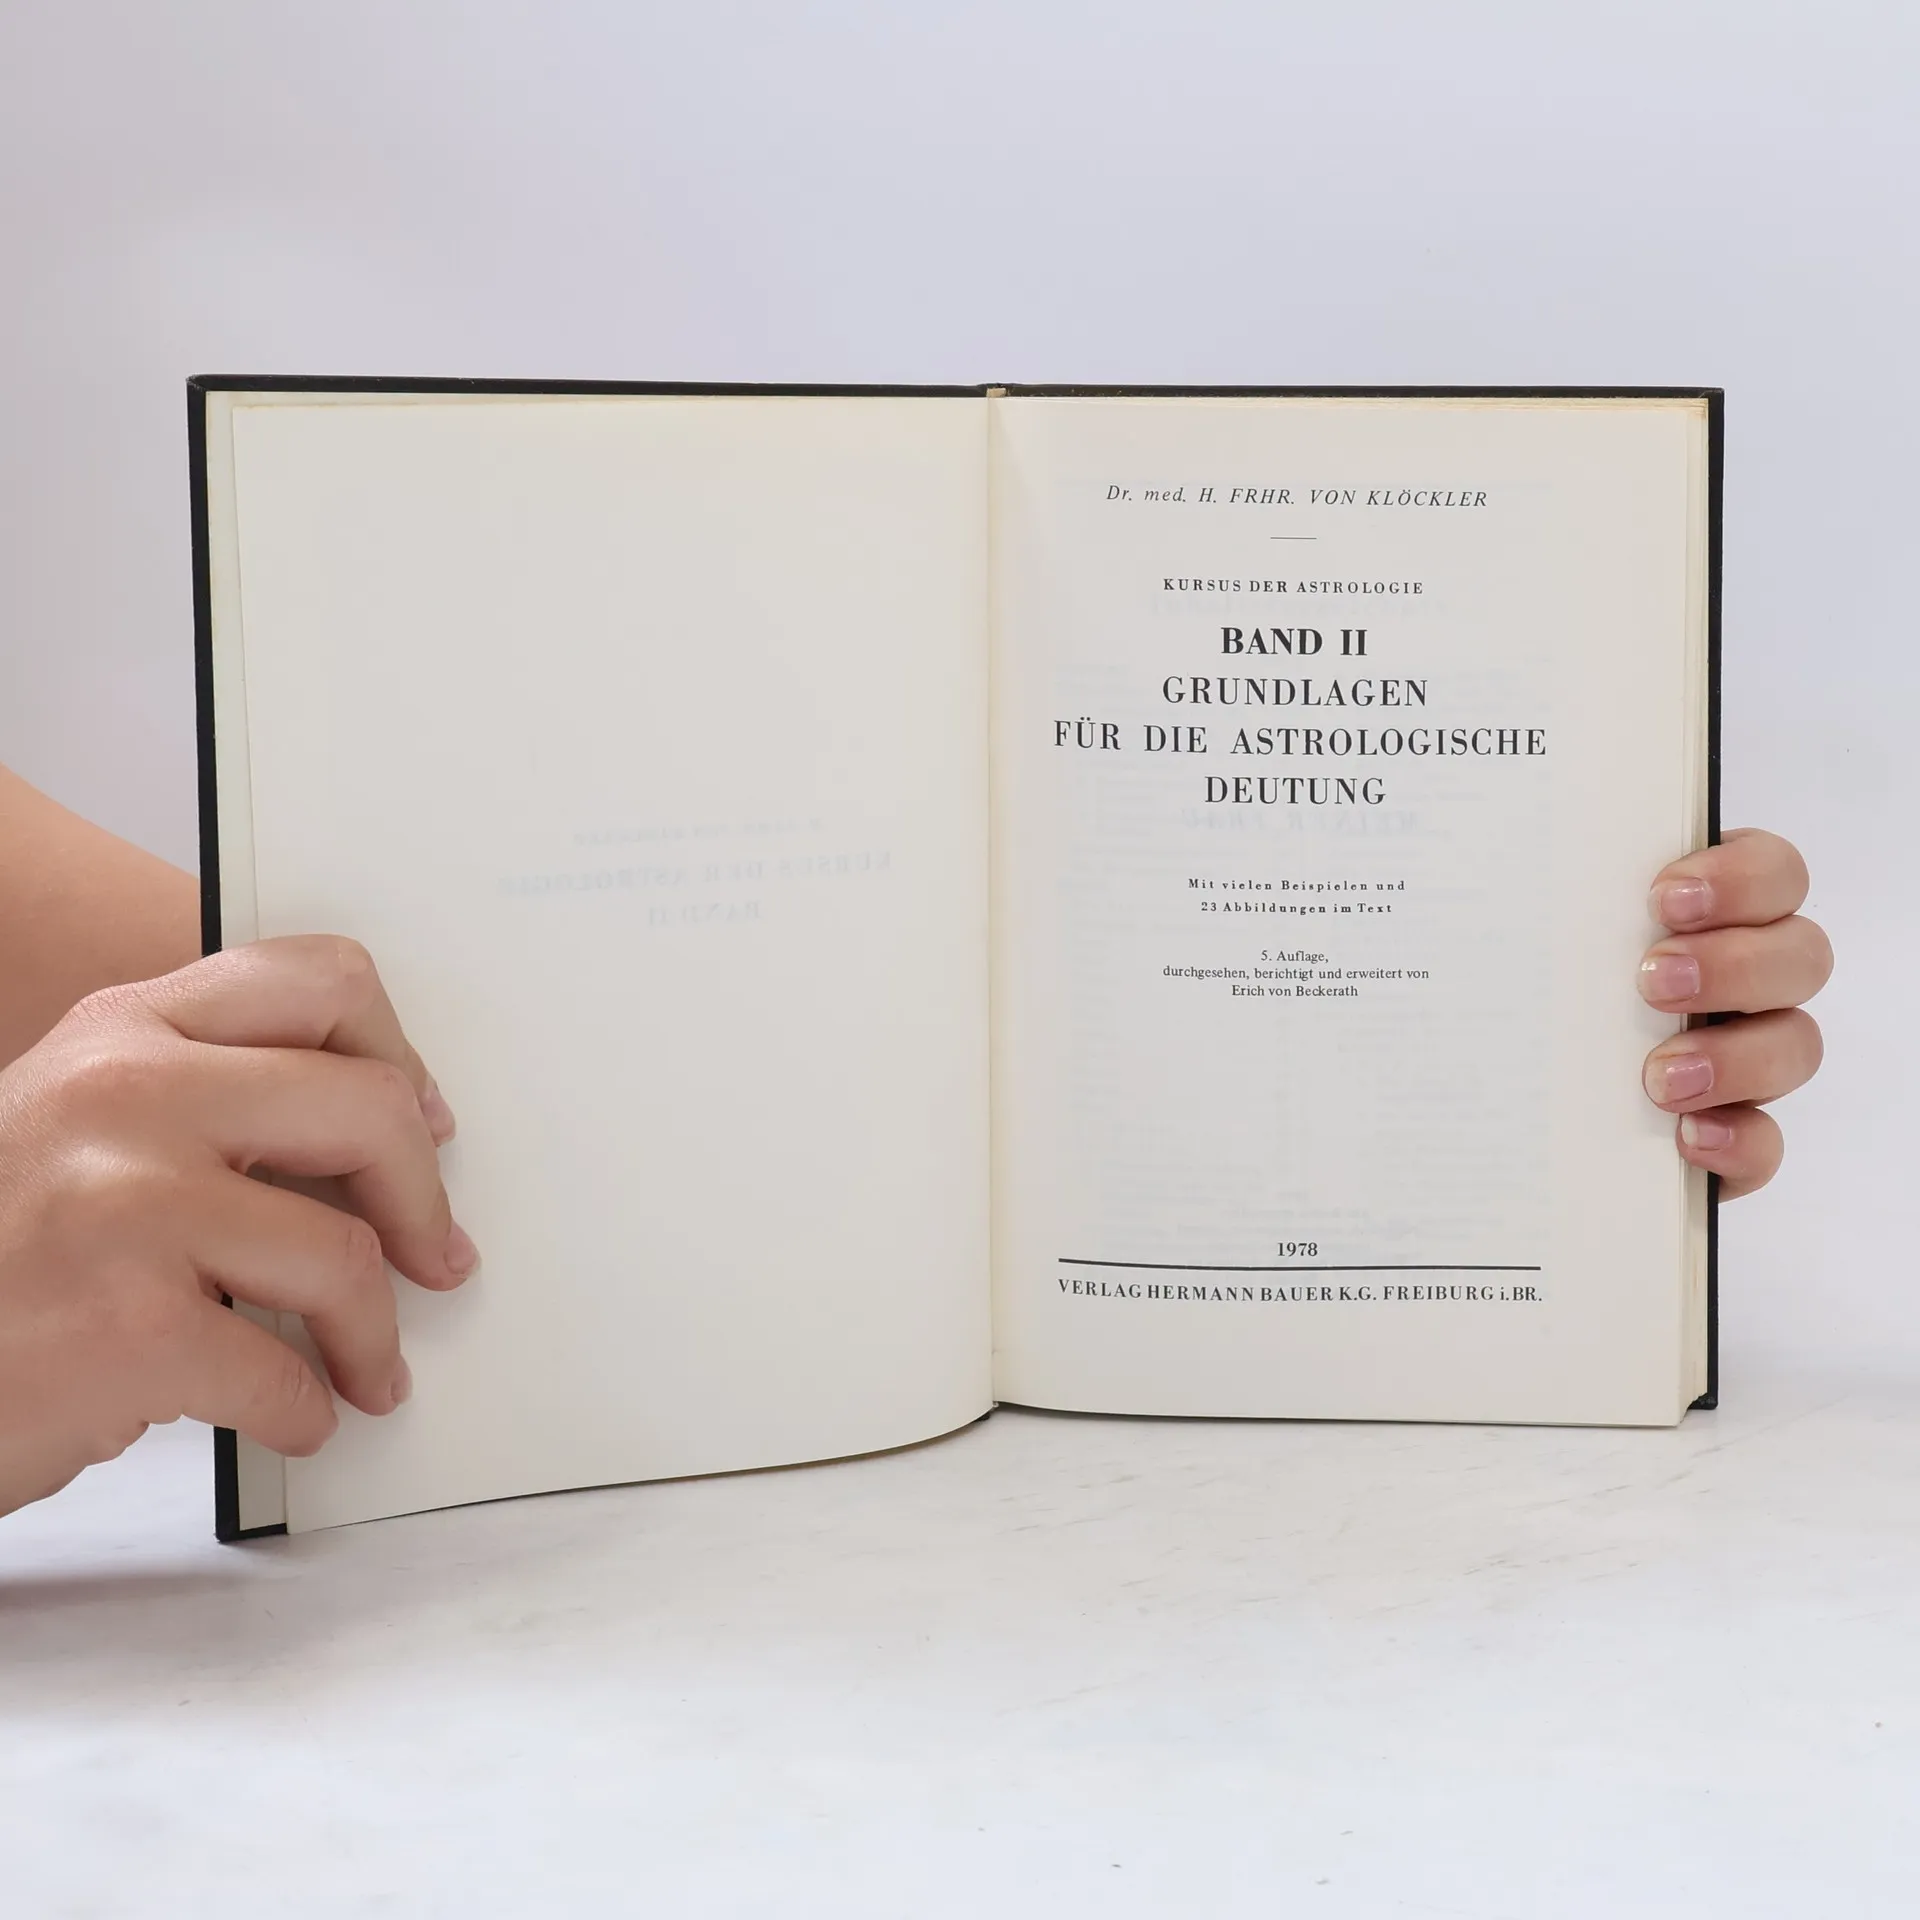 Dr. med. H. FRHR. VON KLÖCKLER
KURSUS DER ASTROLOGIE
BAND II
GRUNDLAGEN
FÜR DIE ASTROLOGISCHE
DEUTUNG
Mit vielen Beispielen und
23 Abbildungen im Text
5. Auflage,
durchgesehen, berichtigt und erweitert von
Erich von Beckerath
1978
VERLAG HERMANN BAUER K.G. FREIBURG i.BR.